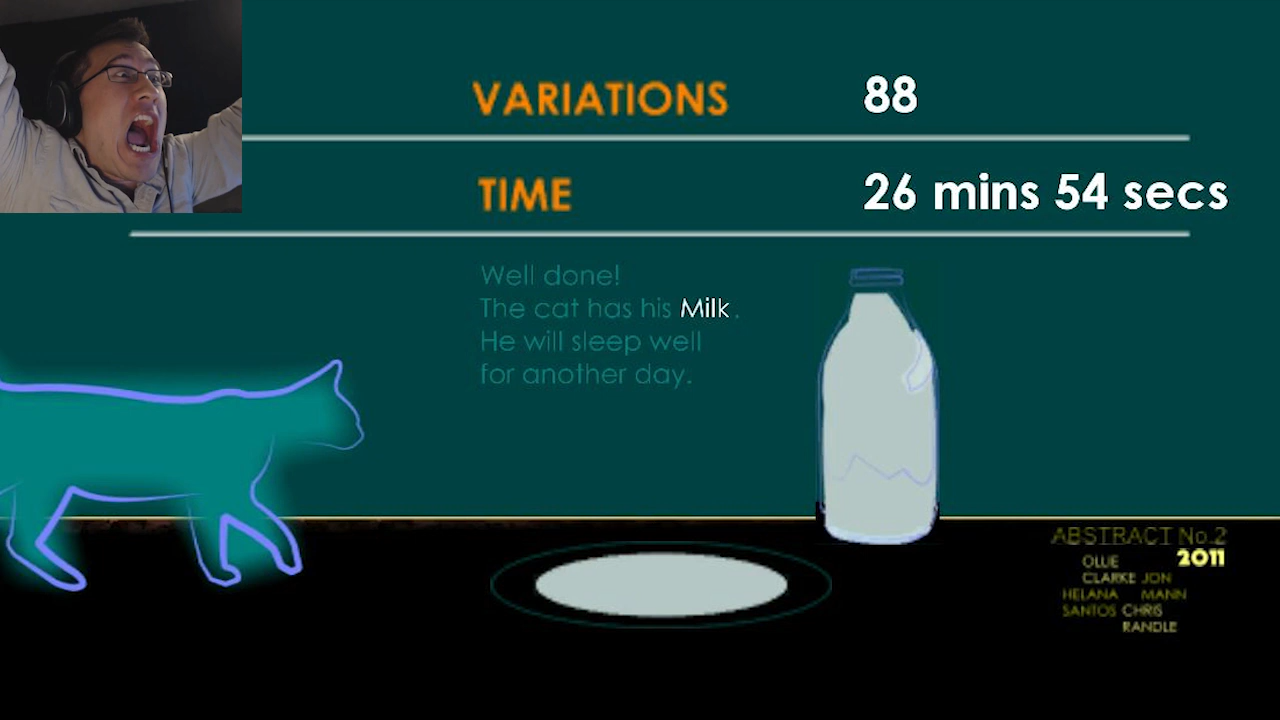 VARIATIONS 88
TIME 26 mins 54 secs
Well done!
The cat has his Milk.
He will sleep well
for another day.
ABSTRACT No.2
2011
OLLIE
CLARKE JON
HELANA MANN
SANTOS CHRIS
RANDLE